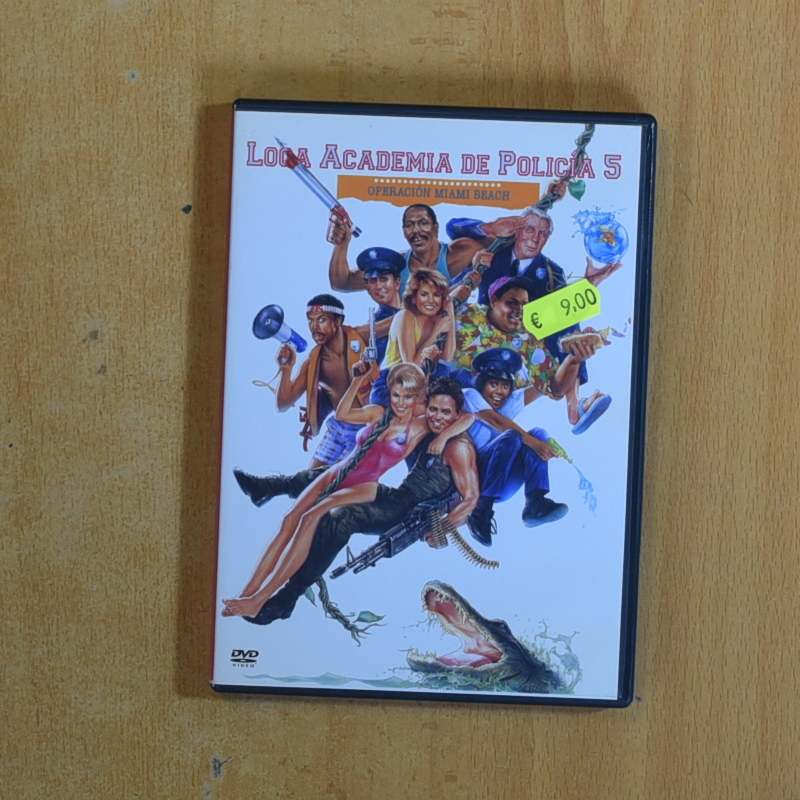 LOCA ACADEMIA DE POLICÍA 5
OPERACIÓN MIAMI BEACH
€ 9,00
DVD
VIDEO